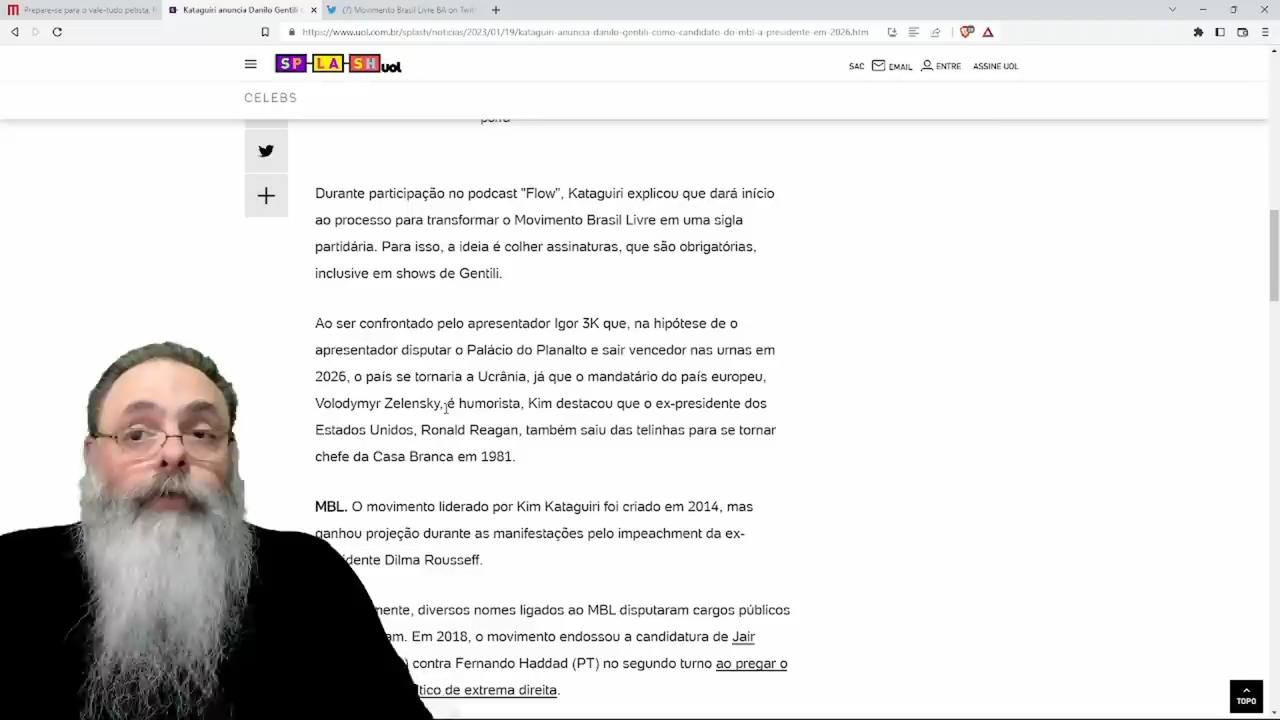 Prepare-se para o vale-tudo petista, f
Kataguiri anuncia Danilo Gentili c
(7) Movimento Brasil Livre BA on Twit
https://www.uol.com.br/splash/noticias/2023/01/19/kataguiri-anuncia-danilo-gentili-como-candidato-do-mbl-a-presidente-em-2026.htm
SPLASH uol
SAC EMAIL ENTRE ASSINE UOL
CELEBS
Durante participação no podcast "Flow", Kataguiri explicou que dará início
ao processo para transformar o Movimento Brasil Livre em uma sigla
partidária. Para isso, a ideia é colher assinaturas, que são obrigatórias,
inclusive em shows de Gentili.
Ao ser confrontado pelo apresentador Igor 3K que, na hipótese de o
apresentador disputar o Palácio do Planalto e sair vencedor nas urnas em
2026, o país se tornaria a Ucrânia, já que o mandatário do país europeu,
Volodymyr Zelensky, é humorista, Kim destacou que o ex-presidente dos
Estados Unidos, Ronald Reagan, também saiu das telinhas para se tornar
chefe da Casa Branca em 1981.
MBL. O movimento liderado por Kim Kataguiri foi criado em 2014, mas
ganhou projeção durante as manifestações pelo impeachment da ex-
idente Dilma Rousseff.
mente, diversos nomes ligados ao MBL disputaram cargos públicos
am. Em 2018, o movimento endossou a candidatura de Jair
) contra Fernando Haddad (PT) no segundo turno ao pregar o
tico de extrema direita.
TOPO